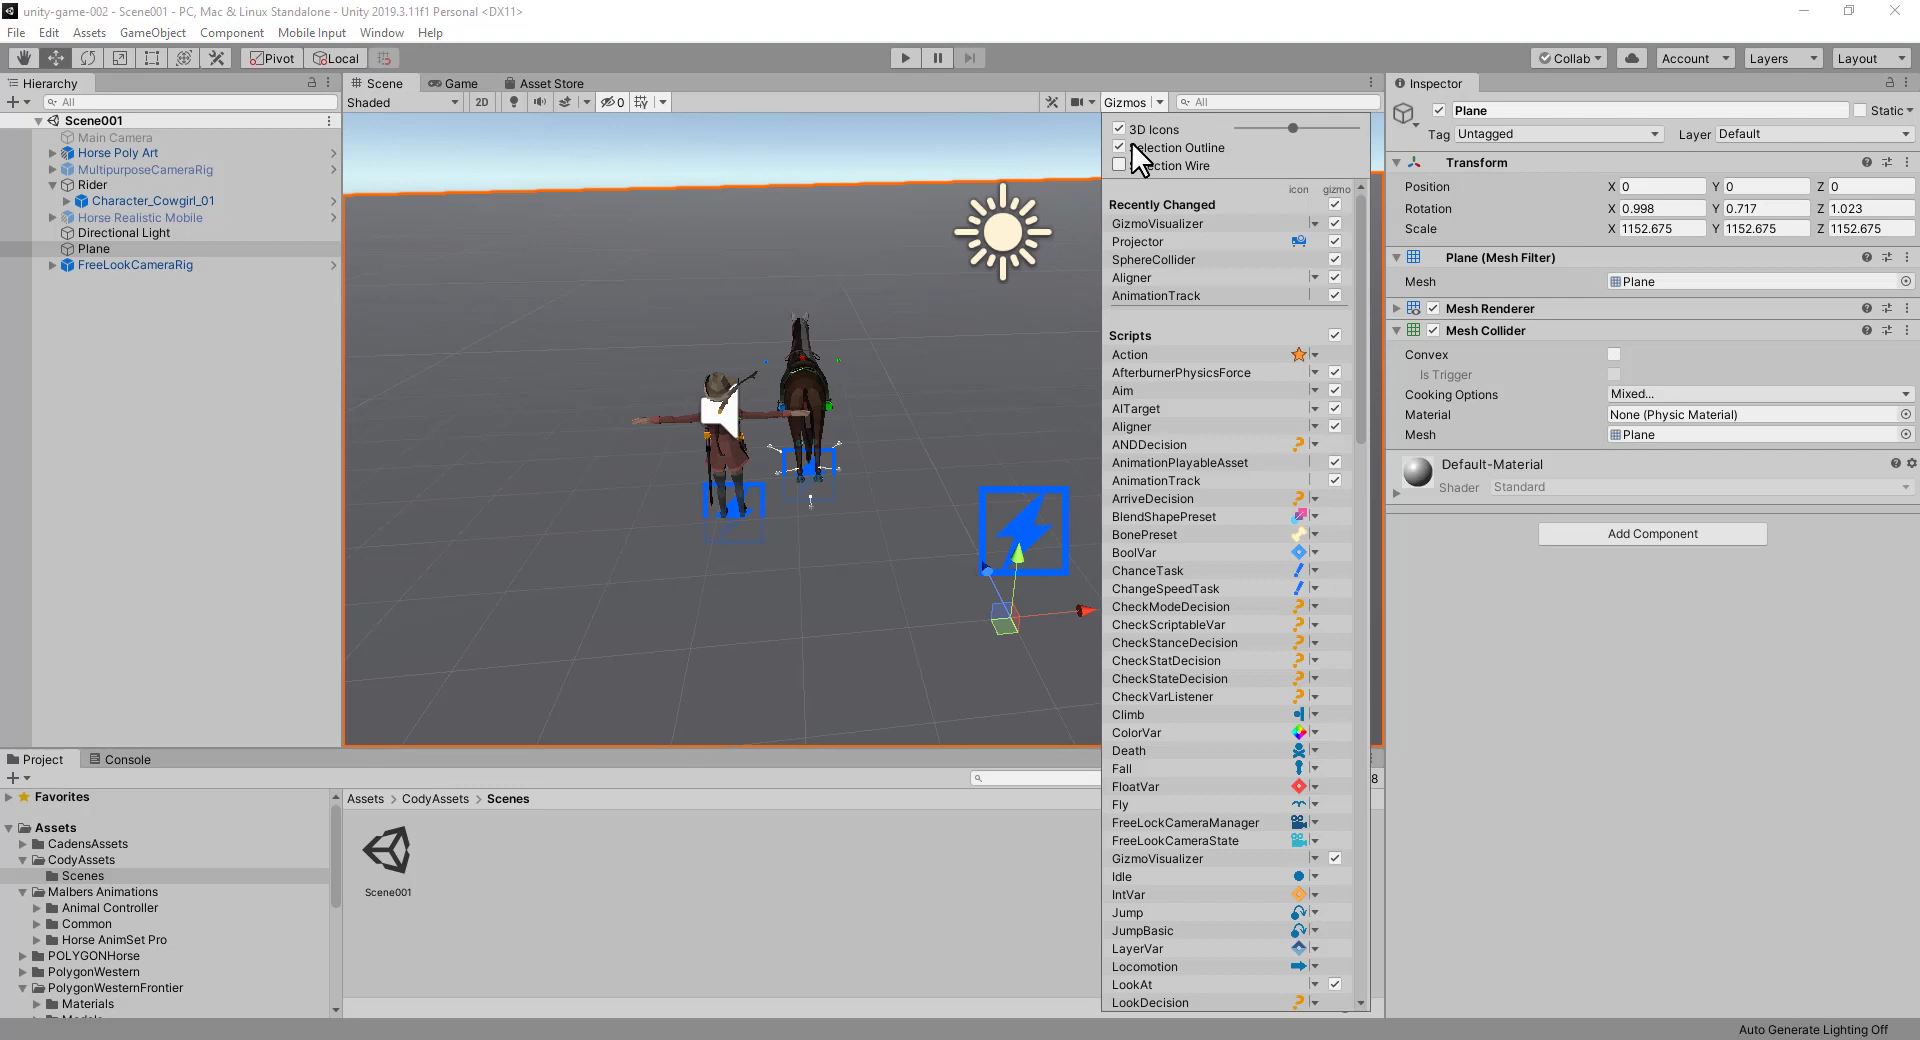 unity-game-002 - Scene001 - PC, Mac & Linux Standalone - Unity 2019.3.11f1 Personal <DX11>
File Edit Assets GameObject Component Mobile Input Window Help
Pivot Local Collab Account Layers Layout
Hierarchy
All
Scene001
Main Camera
Horse Poly Art
MultipurposeCameraRig
Rider
Character_Cowgirl_01
Horse Realistic Mobile
Directional Light
Plane
FreeLookCameraRig
Scene Game Asset Store
Shaded 2D 0 Gizmos All
3D Icons
Selection Outline
icon gizmo
Recently Changed
GizmoVisualizer
Projector
SphereCollider
Aligner
AnimationTrack
Scripts
Action
AfterburnerPhysicsForce
Aim
AITarget
Aligner
ANDDecision
AnimationPlayableAsset
AnimationTrack
ArriveDecision
BlendShapePreset
BonePreset
BoolVar
ChanceTask
ChangeSpeedTask
CheckModeDecision
CheckScriptableVar
CheckStanceDecision
CheckStatDecision
CheckStateDecision
CheckVarListener
Climb
ColorVar
Death
Fall
FloatVar
Fly
FreeLockCameraManager
FreeLookCameraState
GizmoVisualizer
Idle
IntVar
Jump
JumpBasic
LayerVar
Locomotion
LookAt
LookDecision
Inspector
Plane Static
Tag Untagged Layer Default
Transform
Position X 0 Y 0 Z 0
Rotation X 0.998 Y 0.717 Z 1.023
Scale X 1152.675 Y 1152.675 Z 1152.675
Plane (Mesh Filter)
Mesh Plane
Mesh Renderer
Mesh Collider
Convex
Is Trigger
Cooking Options Mixed...
Material None (Physic Material)
Mesh Plane
Default-Material
Shader Standard
Add Component
Project Console
Favorites
Assets
CadensAssets
CodyAssets
Scenes
Malbers Animations
Animal Controller
Common
Horse AnimSet Pro
POLYGONHorse
PolygonWestern
PolygonWesternFrontier
Materials
Assets > CodyAssets > Scenes
Scene001
8
Auto Generate Lighting Off